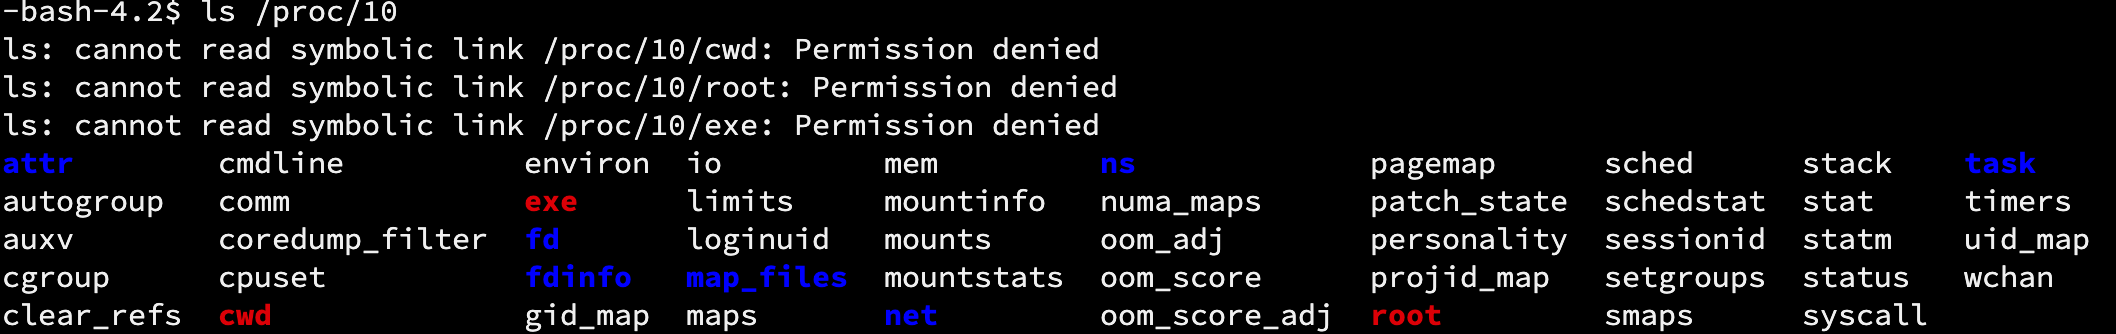 -bash-4.2$ ls /proc/10
ls: cannot read symbolic link /proc/10/cwd: Permission denied
ls: cannot read symbolic link /proc/10/root: Permission denied
ls: cannot read symbolic link /proc/10/exe: Permission denied
attr        cmdline           environ  io         mem         ns             pagemap      sched      stack    task
autogroup   comm              exe      limits     mountinfo   numa_maps      patch_state  schedstat  stat     timers
auxv        coredump_filter   fd       loginuid   mounts      oom_adj        personality  sessionid  statm    uid_map
cgroup      cpuset            fdinfo   map_files  mountstats  oom_score      projid_map   setgroups  status   wchan
clear_refs  cwd               gid_map  maps       net         oom_score_adj  root         smaps      syscall